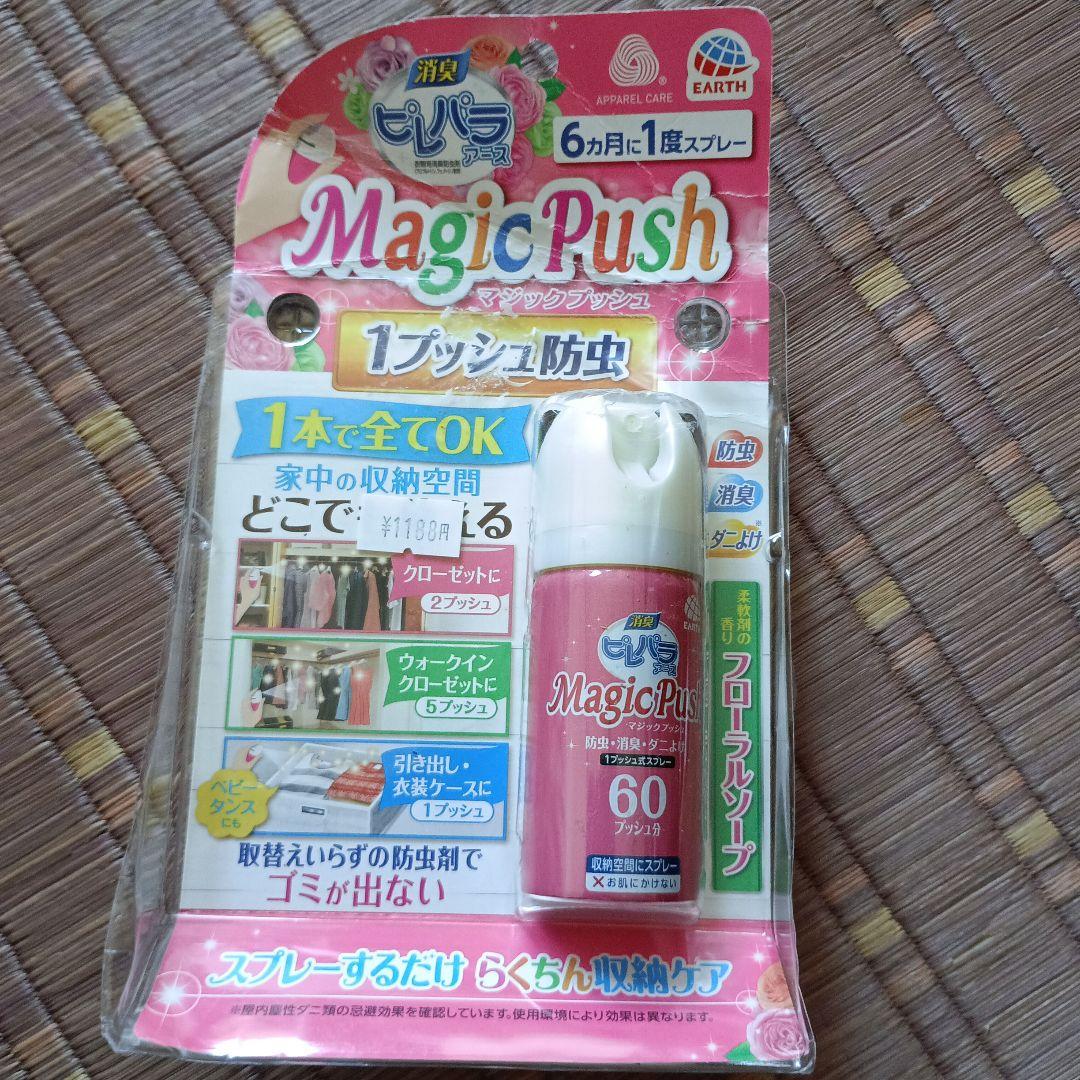 消臭
ピレパラ
アース
APPAREL CARE
EARTH
6カ月に1度スプレー
Magic Push
マジックプッシュ
1プッシュ防虫
1本で全てOK
家中の収納空間
どこで
える
¥1188円
クローゼットに
2プッシュ
ウォークイン
クローゼットに
5プッシュ
引き出し・
衣装ケースに
1プッシュ
ベビー
タンス
にも
取替えいらずの防虫剤で
ゴミが出ない
防虫
消臭
ダニよけ※
柔軟剤の
香り
フローラルソープ
消臭
ピレパラ
アース
EARTH
Magic Push
マジックプッシュ
防虫・消臭・ダニよけ
1プッシュ式スプレー
60
プッシュ分
収納空間にスプレー
×お肌にかけない
スプレーするだけ らくちん収納ケア
※屋内塵性ダニ類の忌避効果を確認しています。使用環境により効果は異なります。